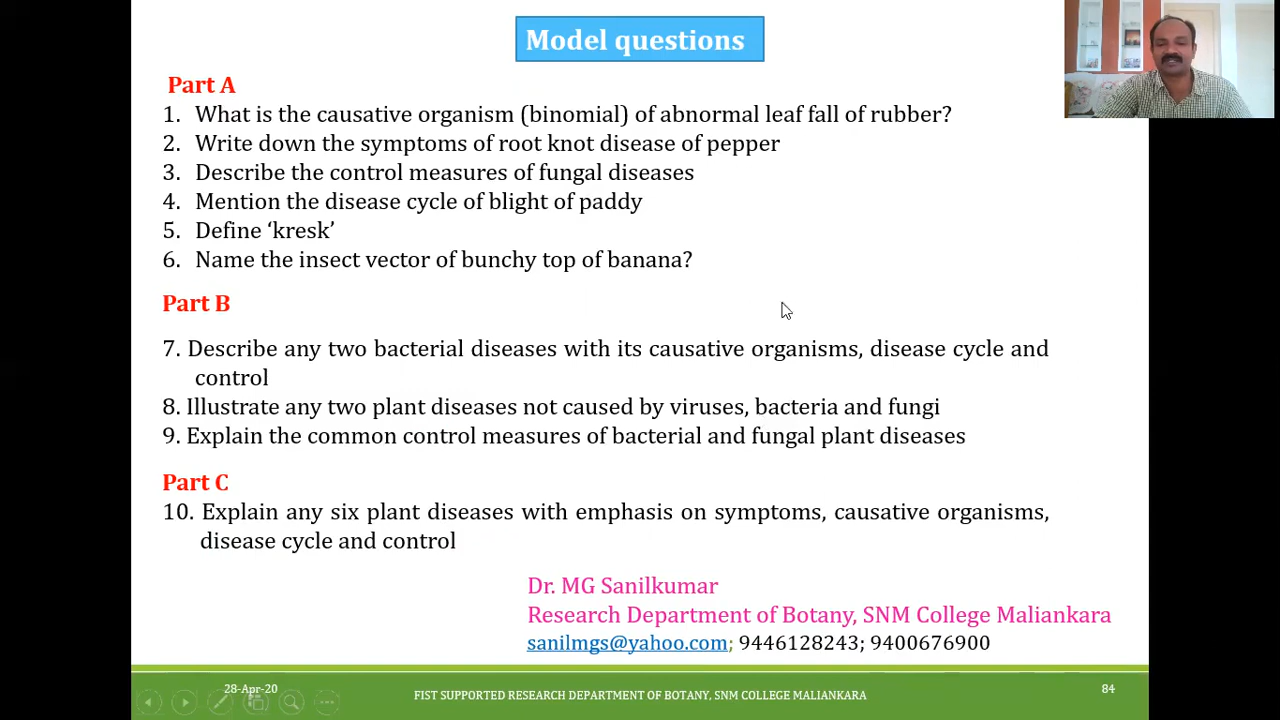 Model questions
Part A
1. What is the causative organism (binomial) of abnormal leaf fall of rubber?
2. Write down the symptoms of root knot disease of pepper
3. Describe the control measures of fungal diseases
4. Mention the disease cycle of blight of paddy
5. Define ‘kresk’
6. Name the insect vector of bunchy top of banana?
Part B
7. Describe any two bacterial diseases with its causative organisms, disease cycle and
control
8. Illustrate any two plant diseases not caused by viruses, bacteria and fungi
9. Explain the common control measures of bacterial and fungal plant diseases
Part C
10. Explain any six plant diseases with emphasis on symptoms, causative organisms,
disease cycle and control
Dr. MG Sanilkumar
Research Department of Botany, SNM College Maliankara
sanilmgs@yahoo.com; 9446128243; 9400676900
28-Apr-20
FIST SUPPORTED RESEARCH DEPARTMENT OF BOTANY, SNM COLLEGE MALIANKARA
84